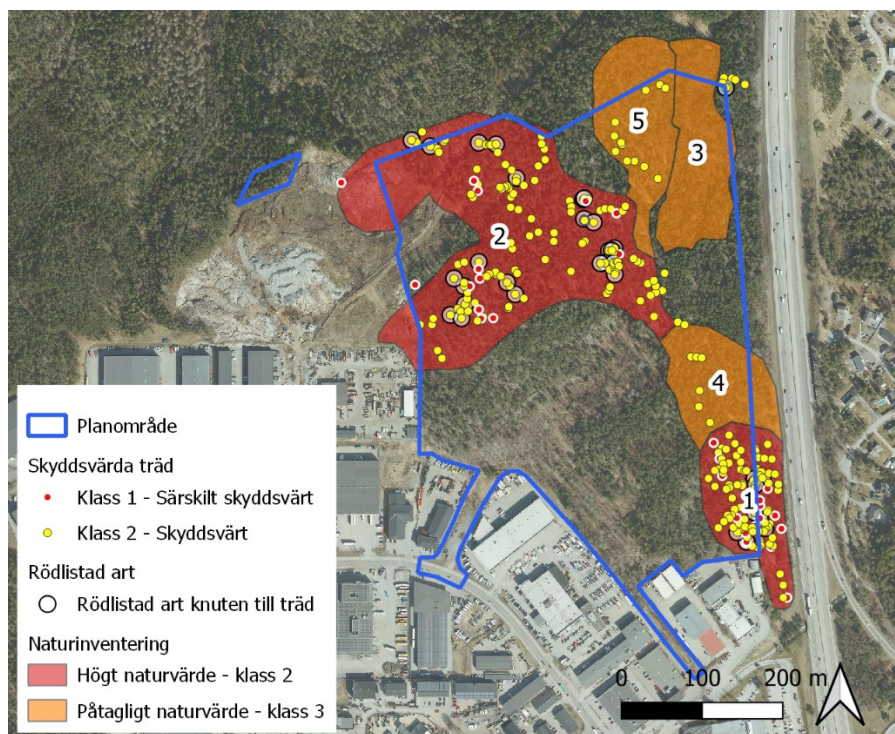 5
3
2
4
1
Planområde
Skyddsvärda träd
Klass 1 - Särskilt skyddsvärt
Klass 2 - Skyddsvärt
Rödlistad art
Rödlistad art knuten till träd
Naturinventering
Högt naturvärde - klass 2
Påtagligt naturvärde - klass 3
0 100 200 m